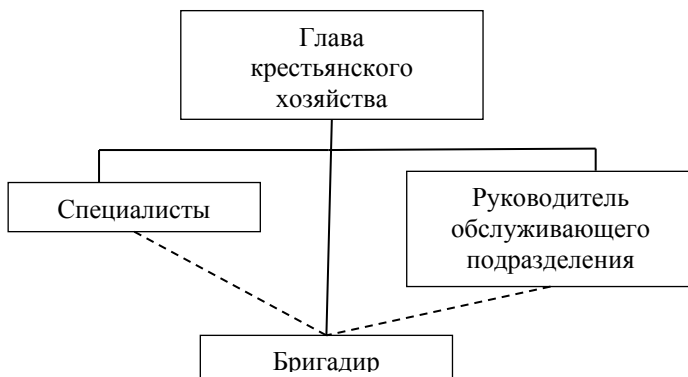 Глава
крестьянского
хозяйства
Специалисты
Руководитель
обслуживающего
подразделения
Бригадир